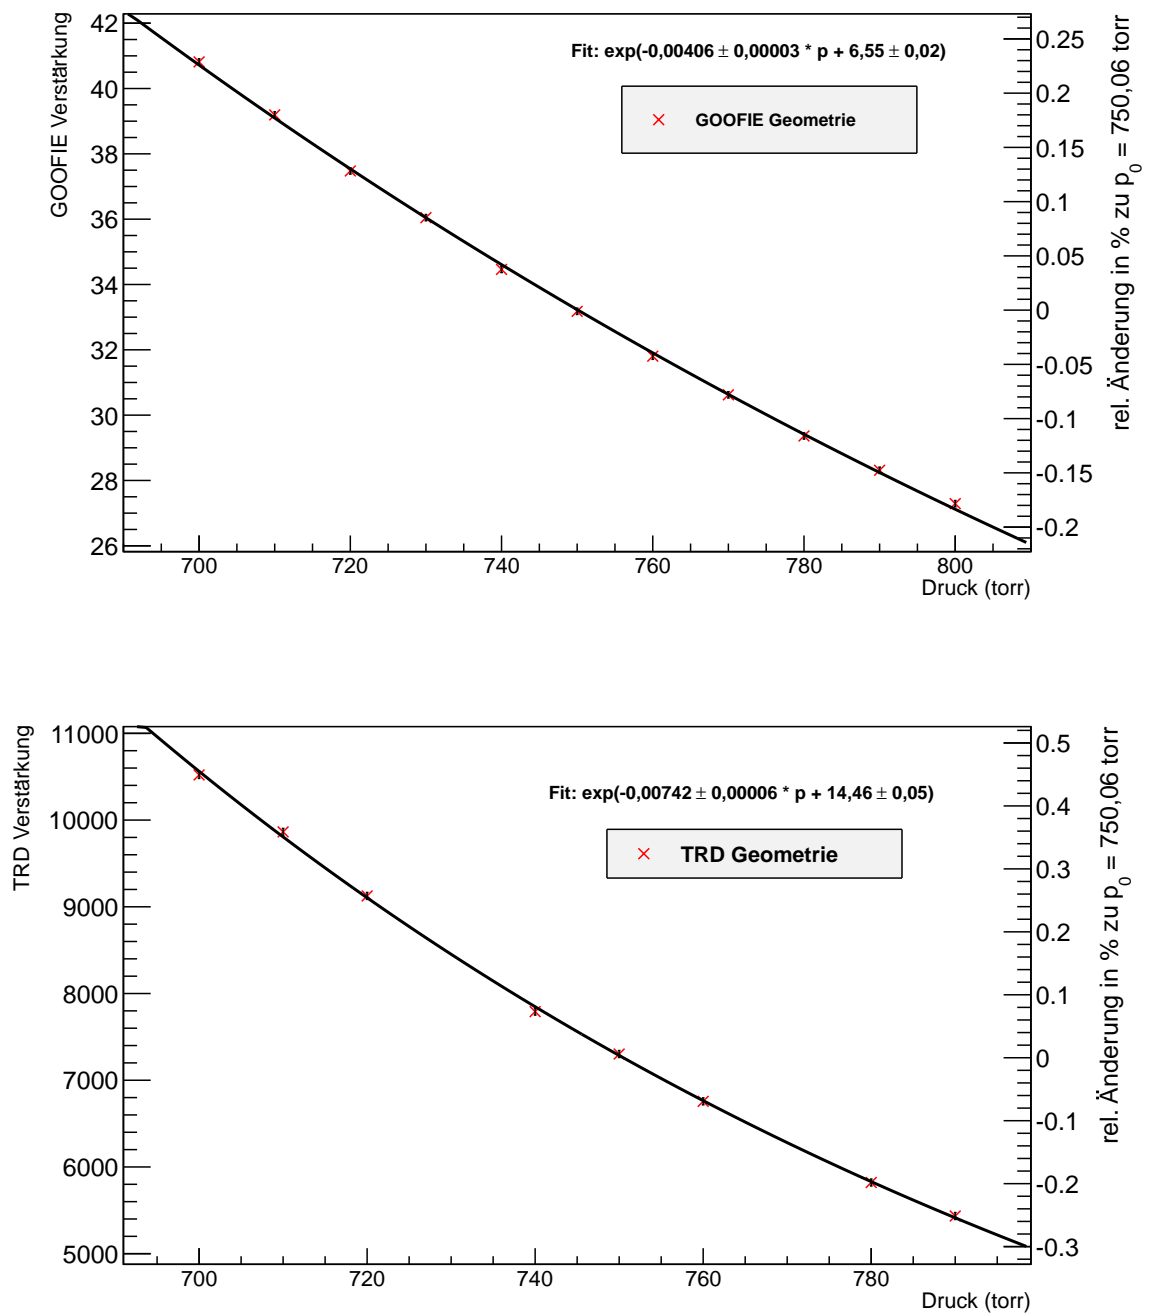 GOOFIE Verstärkung
42
40
38
36
34
32
30
28
26
Fit: exp(-0,00406 ± 0,00003 * p + 6,55 ± 0,02)
GOOFIE Geometrie
0.25
0.2
0.15
0.1
0.05
0
-0.05
-0.1
-0.15
-0.2
rel. Änderung in % zu p0 = 750,06 torr
700 720 740 760 780 800
Druck (torr)
TRD Verstärkung
11000
10000
9000
8000
7000
6000
5000
Fit: exp(-0,00742 ± 0,00006 * p + 14,46 ± 0,05)
TRD Geometrie
0.5
0.4
0.3
0.2
0.1
0
-0.1
-0.2
-0.3
rel. Änderung in % zu p0 = 750,06 torr
700 720 740 760 780
Druck (torr)